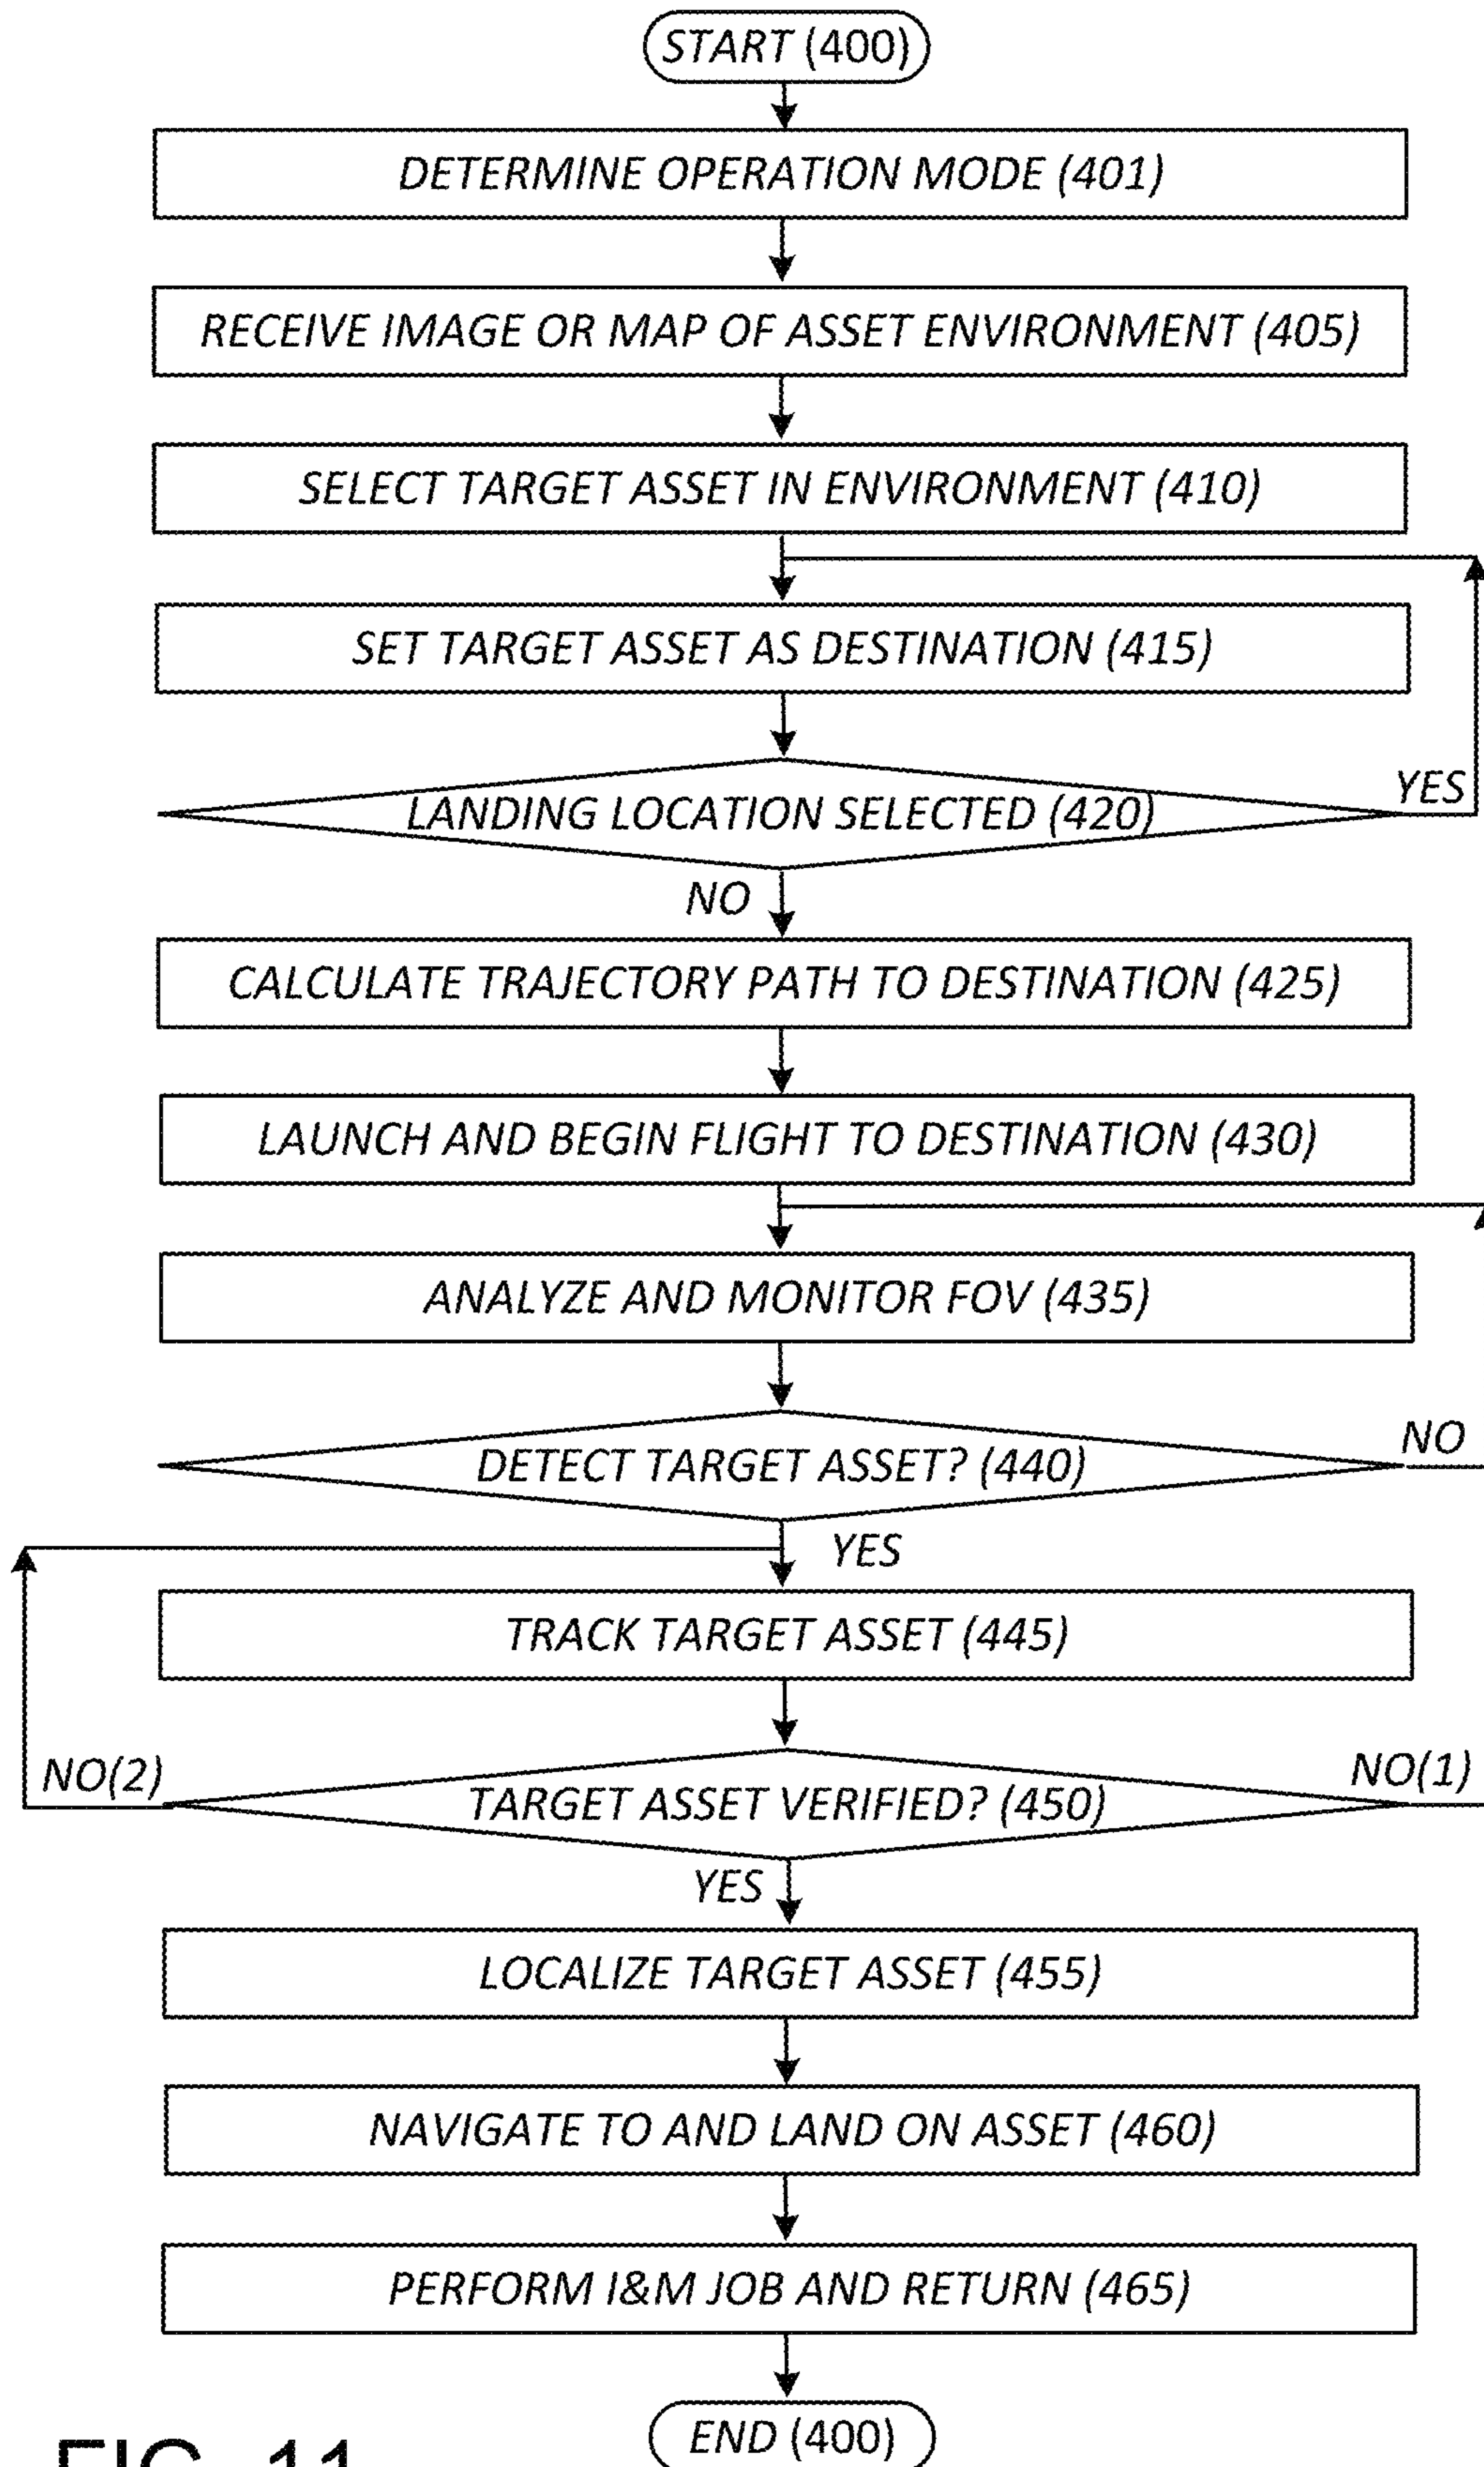 START (400)
DETERMINE OPERATION MODE (401)
RECEIVE IMAGE OR MAP OF ASSET ENVIRONMENT (405)
SELECT TARGET ASSET IN ENVIRONMENT (410)
SET TARGET ASSET AS DESTINATION (415)
YES
LANDING LOCATION SELECTED (420)
NO
CALCULATE TRAJECTORY PATH TO DESTINATION (425)
LAUNCH AND BEGIN FLIGHT TO DESTINATION (430)
ANALYZE AND MONITOR FOV (435)
NO
DETECT TARGET ASSET? (440)
YES
TRACK TARGET ASSET (445)
NO(2)
NO(1)
TARGET ASSET VERIFIED? (450)
YES
LOCALIZE TARGET ASSET (455)
NAVIGATE TO AND LAND ON ASSET (460)
PERFORM I&M JOB AND RETURN (465)
END (400)
FIG. 11